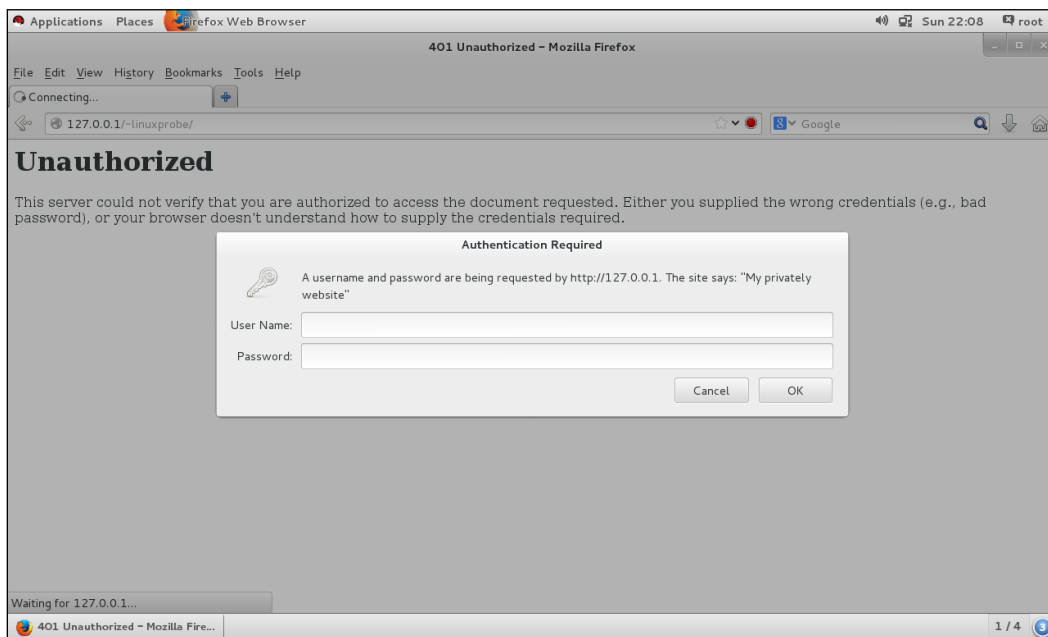 Applications Places Firefox Web Browser Sun 22:08 root
401 Unauthorized - Mozilla Firefox
File Edit View History Bookmarks Tools Help
Connecting...
127.0.0.1/~linuxprobe/ Google
Unauthorized
This server could not verify that you are authorized to access the document requested. Either you supplied the wrong credentials (e.g., bad
password), or your browser doesn't understand how to supply the credentials required.
Authentication Required
A username and password are being requested by http://127.0.0.1. The site says: "My privately
website"
User Name:
Password:
Cancel OK
Waiting for 127.0.0.1...
401 Unauthorized - Mozilla Fire... 1 / 4 3